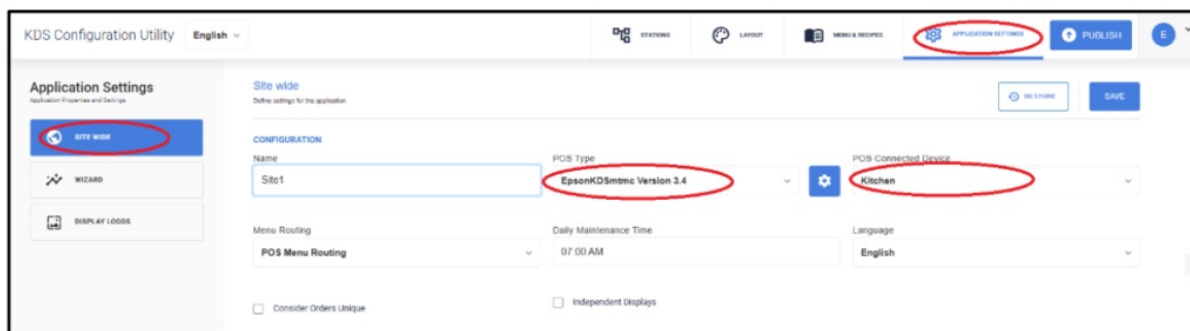 KDS Configuration Utility English STATIONS LAYOUT MENU & RECIPES APPLICATION SETTINGS PUBLISH E
Application Settings
Application Properties and Settings
SITE WIDE
WIZARD
DISPLAY LOGOS
Site wide
Define settings for the application
RESTORE SAVE
CONFIGURATION
Name POS Type POS Connected Device
Site1 EpsonKDSmtmc Version 3.4 Kitchen
Menu Routing Daily Maintenance Time Language
POS Menu Routing 07:00 AM English
Consider Orders Unique Independent Displays